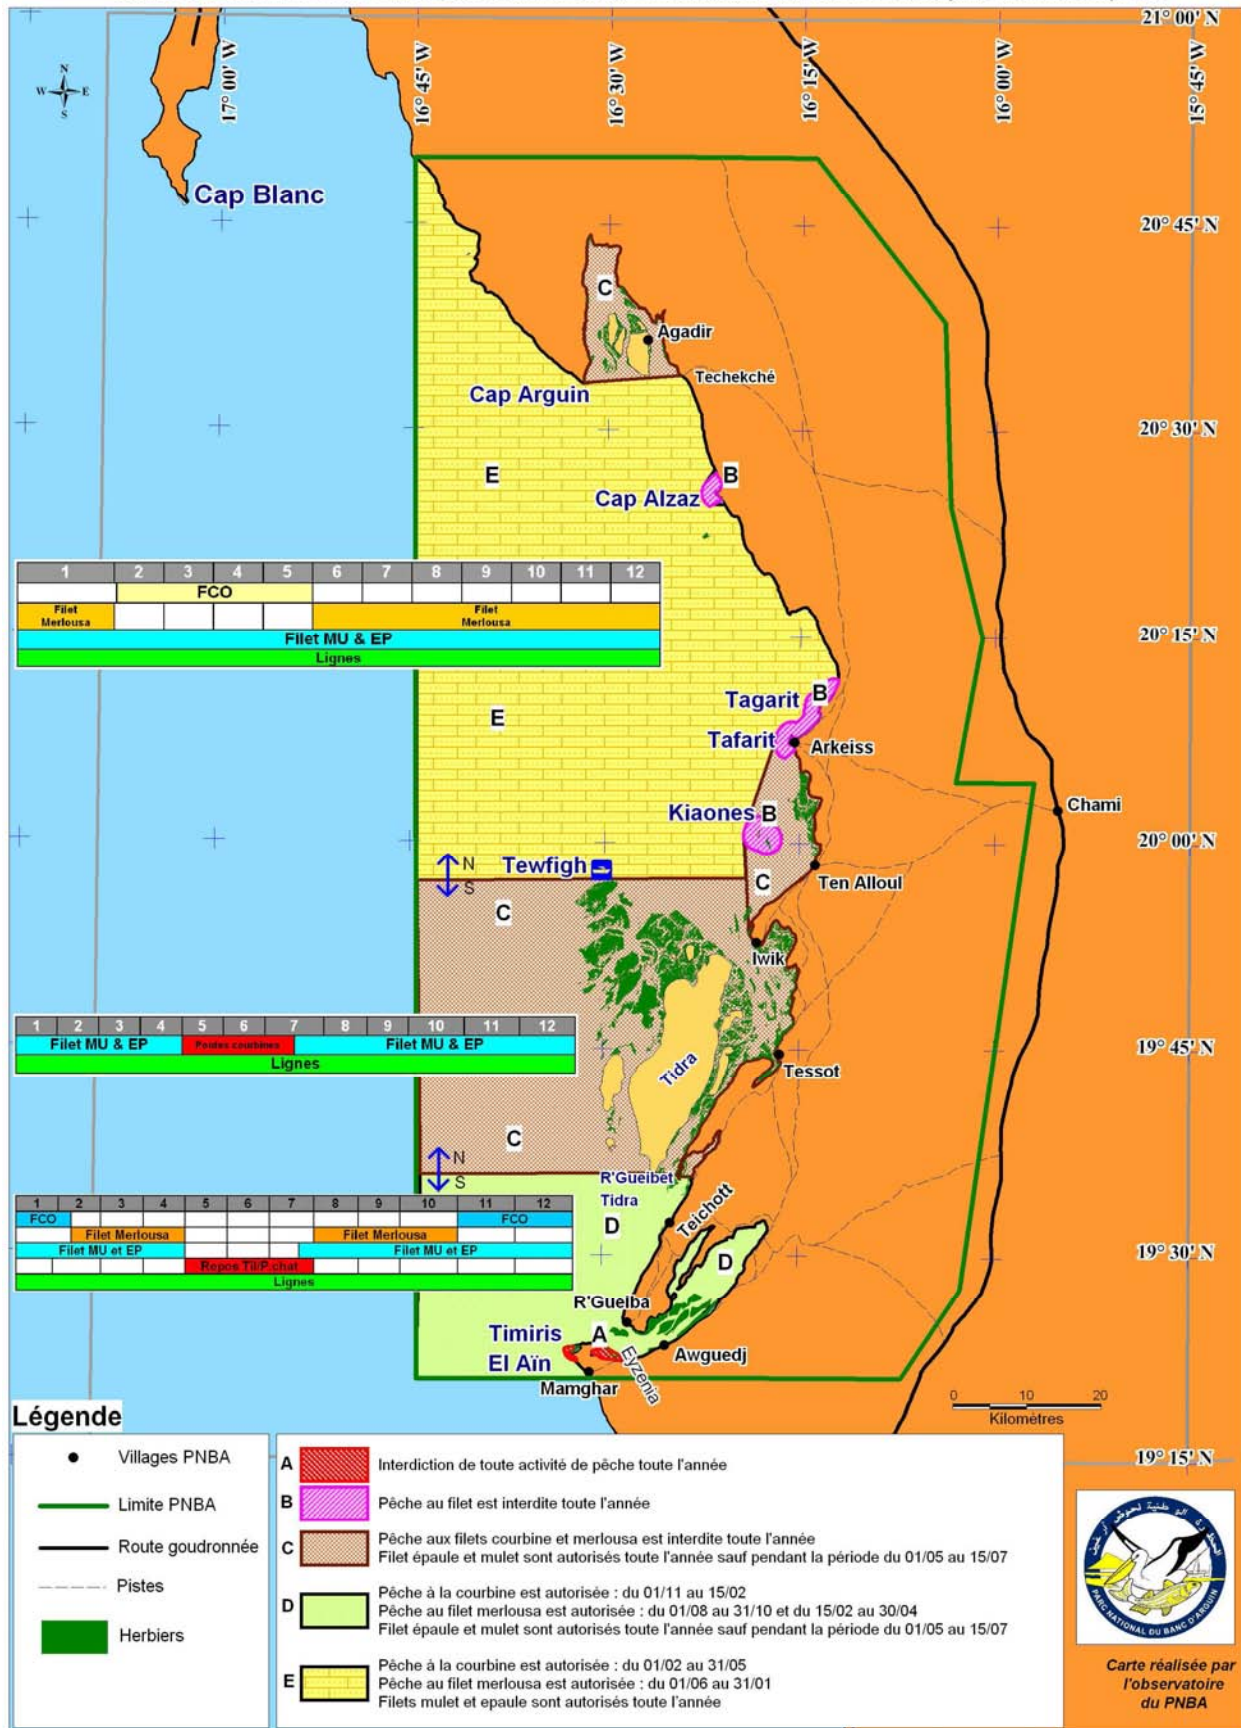 21° 00' N
17° 00' W
16° 45' W
16° 30' W
16° 15' W
16° 00' W
15° 45' W
N
W E
S
Cap Blanc
20° 45' N
C
Agadir
Techekché
Cap Arguin
20° 30' N
E
B
Cap Alzaz
1 2 3 4 5 6 7 8 9 10 11 12
FCO
Filet
Merlousa
Filet
Merlousa
Filet MU & EP
Lignes
20° 15' N
Tagarit
B
E
Tafarit
Arkeiss
Chami
Kiaones
B
20° 00' N
N
S
Tewfigh
C
Ten Alloul
C
Iwik
1 2 3 4 5 6 7 8 9 10 11 12
Filet MU & EP
Pontes courbines
Filet MU & EP
Lignes
19° 45' N
Tidra
Tessot
C
N
S
R'Gueibet
Tidra
1 2 3 4 5 6 7 8 9 10 11 12
FCO
FCO
Filet Merlousa
Filet Merlousa
Filet MU et EP
Filet MU et EP
Repos Til/P.chat
Lignes
D
Teichott
D
19° 30' N
R'Gueiba
Timiris
A
El Aïn
Eyzenia
Awguedj
Mamghar
0 10 20
Kilomètres
19° 15' N
Légende
Villages PNBA
Limite PNBA
Route goudronnée
Pistes
Herbiers
A Interdiction de toute activité de pêche toute l'année
B Pêche au filet est interdite toute l'année
C Pêche aux filets courbine et merlousa est interdite toute l'année
Filet épaule et mulet sont autorisés toute l'année sauf pendant la période du 01/05 au 15/07
D Pêche à la courbine est autorisée : du 01/11 au 15/02
Pêche au filet merlousa est autorisée : du 01/08 au 31/10 et du 15/02 au 30/04
Filet épaule et mulet sont autorisés toute l'année sauf pendant la période du 01/05 au 15/07
E Pêche à la courbine est autorisée : du 01/02 au 31/05
Pêche au filet merlousa est autorisée : du 01/06 au 31/01
Filets mulet et epaule sont autorisés toute l'année
PARC NATIONAL DU BANC D'ARGUIN
Carte réalisée par
l'observatoire
du PNBA